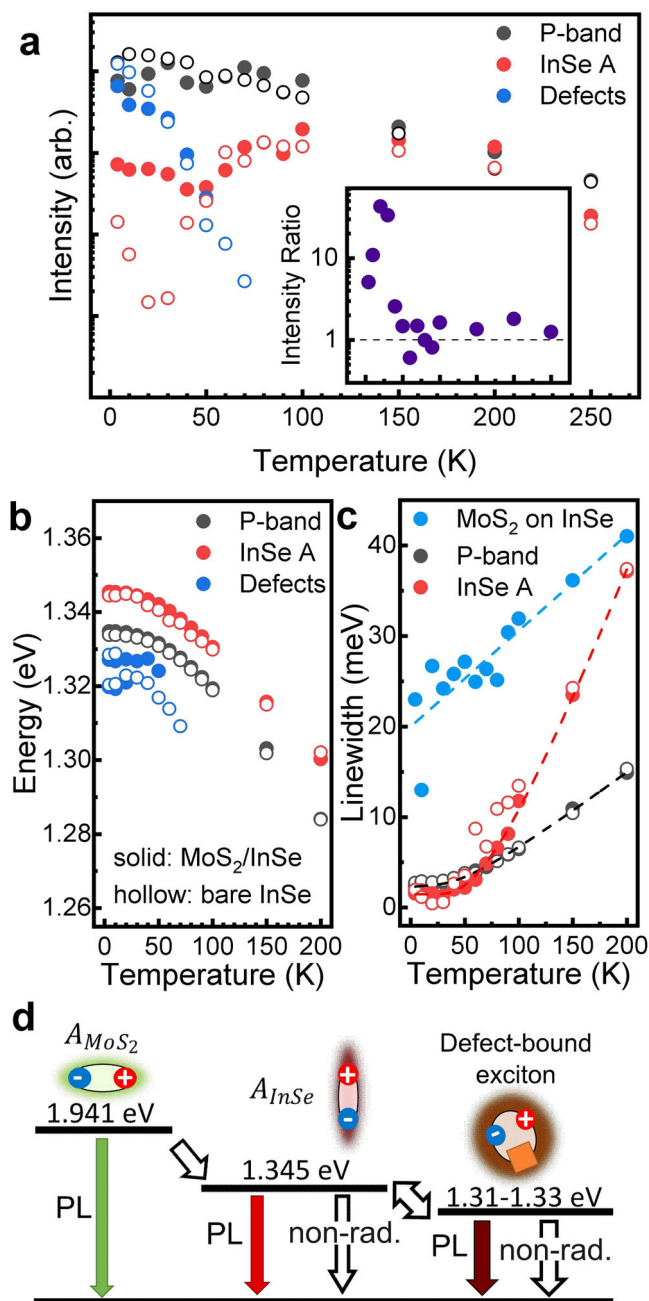 a
P-band
InSe A
Defects
Intensity (arb.)
Intensity Ratio
10
1
0
50
100
150
200
250
Temperature (K)
b
P-band
InSe A
Defects
1.36
1.34
1.32
1.30
1.28
1.26
Energy (eV)
solid: MoS₂/InSe
hollow: bare InSe
0
50
100
150
200
Temperature (K)
c
MoS₂ on InSe
P-band
InSe A
40
30
20
10
0
Linewidth (meV)
0
50
100
150
200
Temperature (K)
d
A_MoS₂
- +
1.941 eV
PL
A_InSe
+
-
1.345 eV
PL
non-rad.
Defect-bound
exciton
- +
1.31-1.33 eV
PL
non-rad.